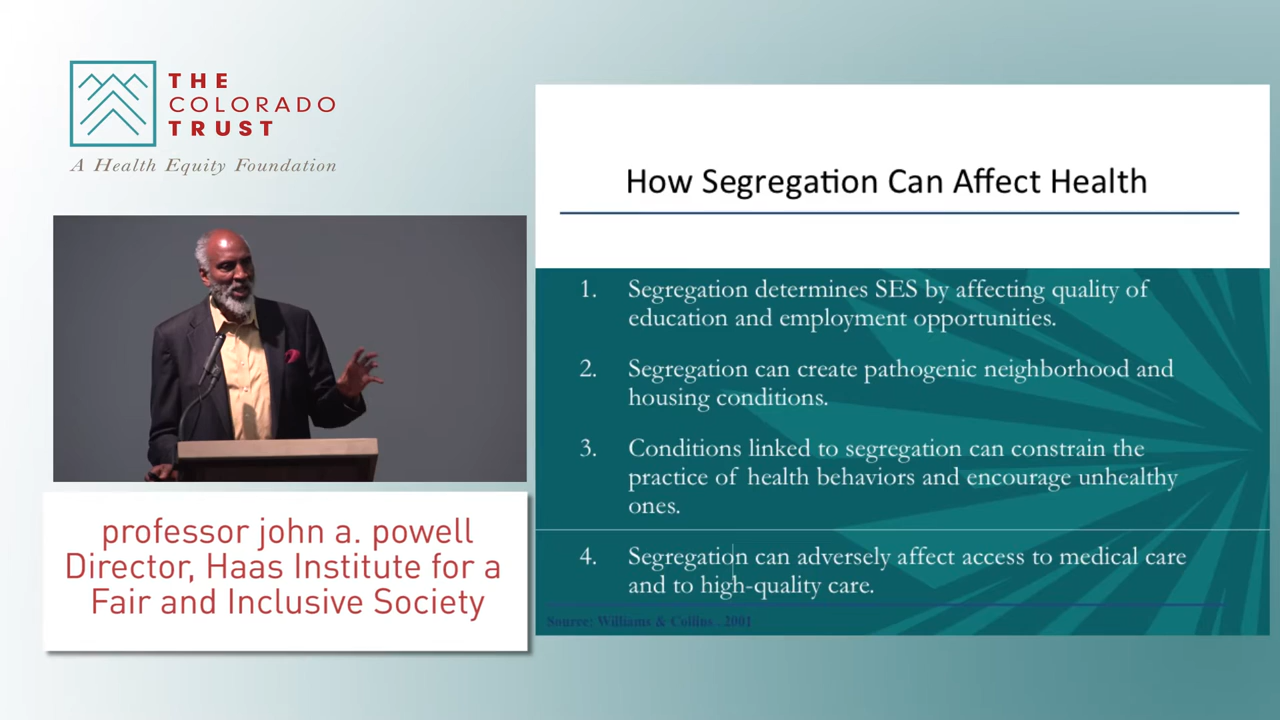 THE
COLORADO
TRUST
A Health Equity Foundation
professor john a. powell
Director, Haas Institute for a
Fair and Inclusive Society
How Segregation Can Affect Health
1. Segregation determines SES by affecting quality of
education and employment opportunities.
2. Segregation can create pathogenic neighborhood and
housing conditions.
3. Conditions linked to segregation can constrain the
practice of health behaviors and encourage unhealthy
ones.
4. Segregation can adversely affect access to medical care
and to high-quality care.
Source: Williams & Collins . 2001